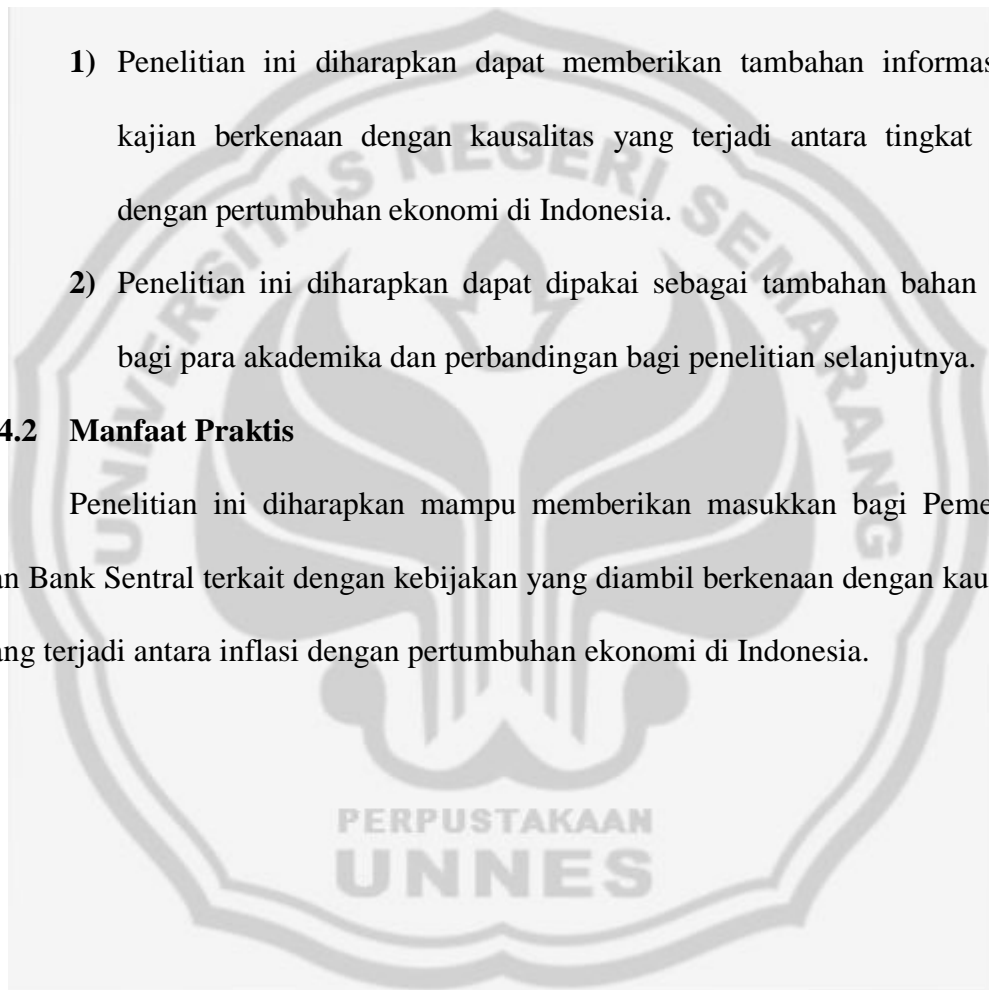 1) Penelitian ini diharapkan dapat memberikan tambahan informas
kajian berkenaan dengan kausalitas yang terjadi antara tingkat
dengan pertumbuhan ekonomi di Indonesia.
2) Penelitian ini diharapkan dapat dipakai sebagai tambahan bahan
bagi para akademika dan perbandingan bagi penelitian selanjutnya.
4.2 Manfaat Praktis
Penelitian ini diharapkan mampu memberikan masukkan bagi Peme
an Bank Sentral terkait dengan kebijakan yang diambil berkenaan dengan kau
ang terjadi antara inflasi dengan pertumbuhan ekonomi di Indonesia.
UNIVERSITAS NEGERI SEMARANG
PERPUSTAKAAN
UNNES